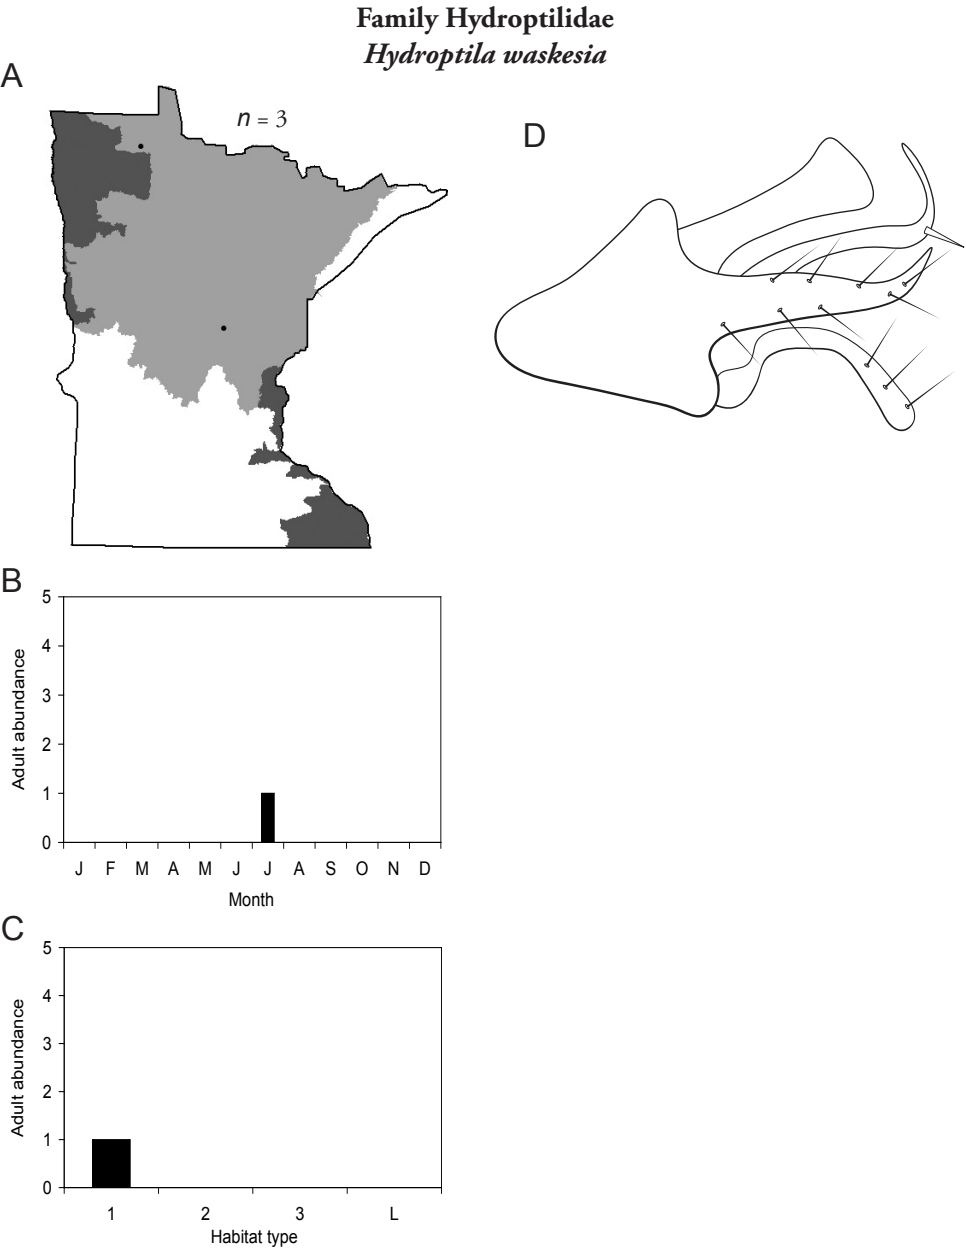 Family Hydroptilidae
Hydroptila waskesia
A
n = 3
D
B
5
4
3
2
1
0
Adult abundance
J F M A M J J A S O N D
Month
C
5
4
3
2
1
0
Adult abundance
1 2 3 L
Habitat type